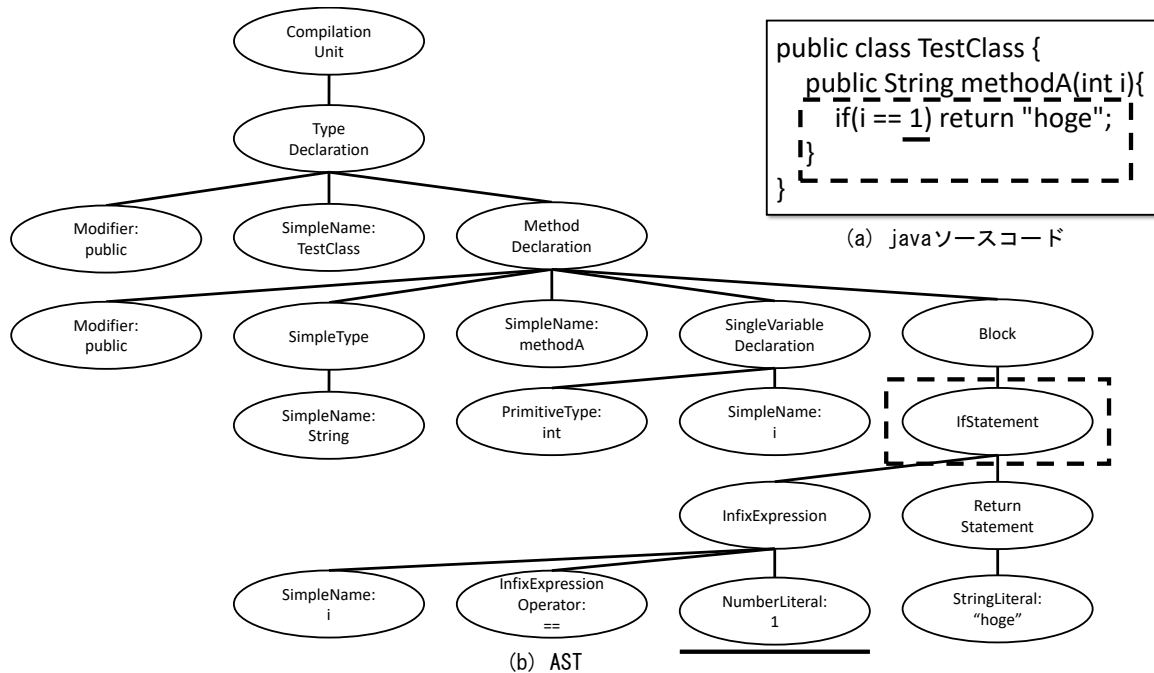 Compilation
Unit
public class TestClass {
public String methodA(int i){
if(i == 1) return "hoge";
}
}
(a) javaソースコード
Type
Declaration
Modifier:
public
SimpleName:
TestClass
Method
Declaration
Modifier:
public
SimpleType
SimpleName:
methodA
SingleVariable
Declaration
Block
SimpleName:
String
PrimitiveType:
int
SimpleName:
i
IfStatement
InfixExpression
Return
Statement
SimpleName:
i
InfixExpression
Operator:
==
NumberLiteral:
1
StringLiteral:
“hoge”
(b) AST